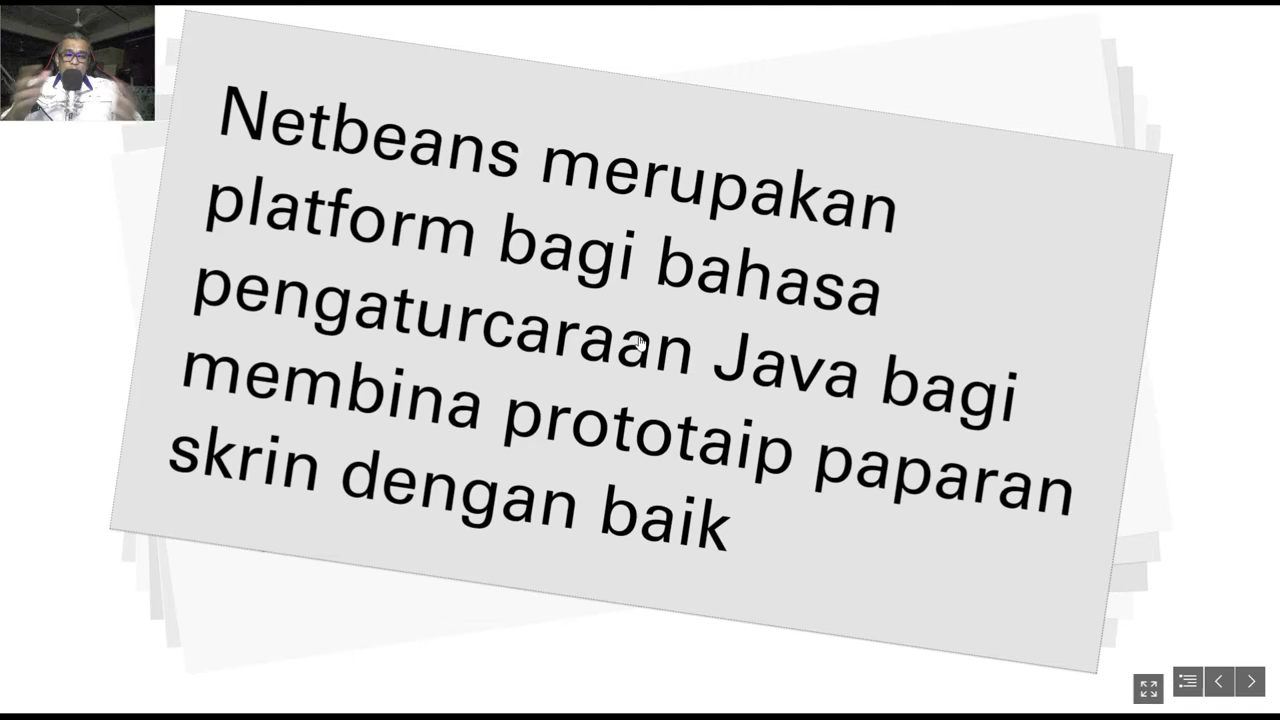 Netbeans merupakan
platform bagi bahasa
pengaturcaraan Java bagi
membina prototaip paparan
skrin dengan baik